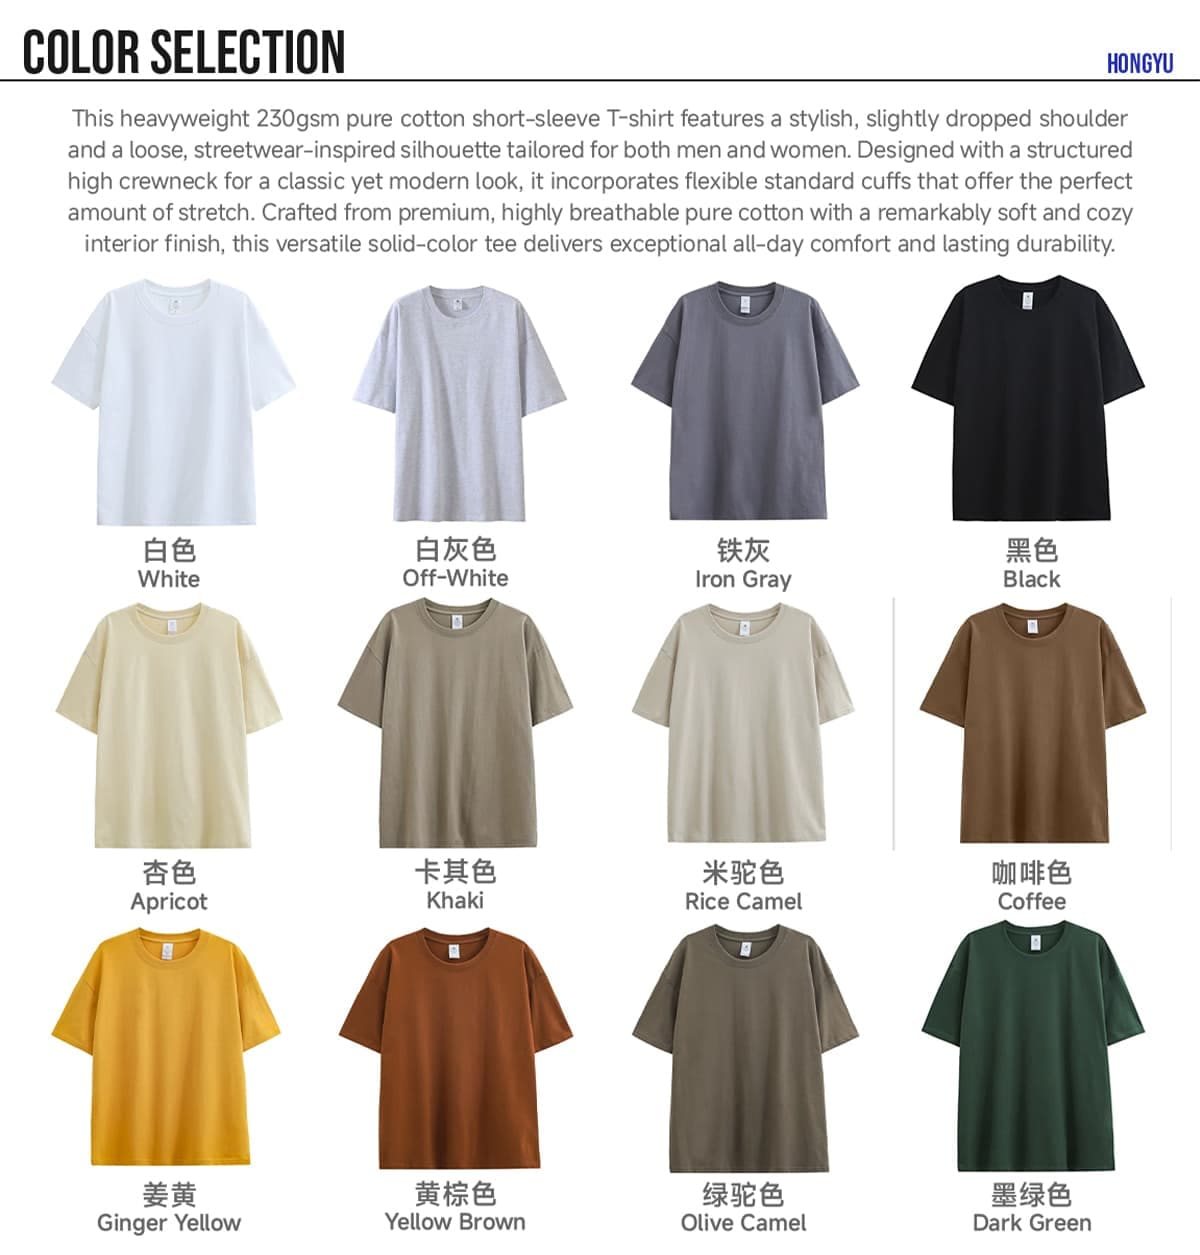 COLOR SELECTION
HONGYU
This heavyweight 230gsm pure cotton short-sleeve T-shirt features a stylish, slightly dropped shoulder
and a loose, streetwear-inspired silhouette tailored for both men and women. Designed with a structured
high crewneck for a classic yet modern look, it incorporates flexible standard cuffs that offer the perfect
amount of stretch. Crafted from premium, highly breathable pure cotton with a remarkably soft and cozy
interior finish, this versatile solid-color tee delivers exceptional all-day comfort and lasting durability.
白色
White
白灰色
Off-White
铁灰
Iron Gray
黑色
Black
杏色
Apricot
卡其色
Khaki
米驼色
Rice Camel
咖啡色
Coffee
姜黄
Ginger Yellow
黄棕色
Yellow Brown
绿驼色
Olive Camel
墨绿色
Dark Green